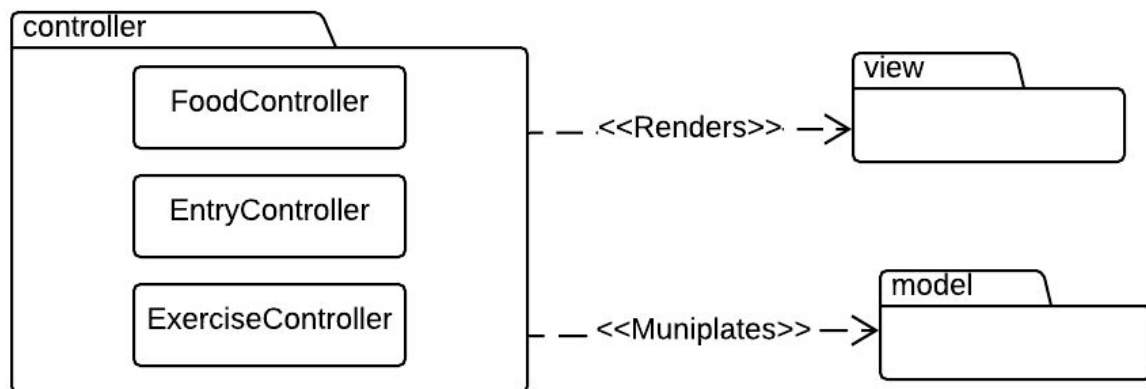 controller
FoodController
EntryController
ExerciseController
<<Renders>>
<<Muniplates>>
view
model